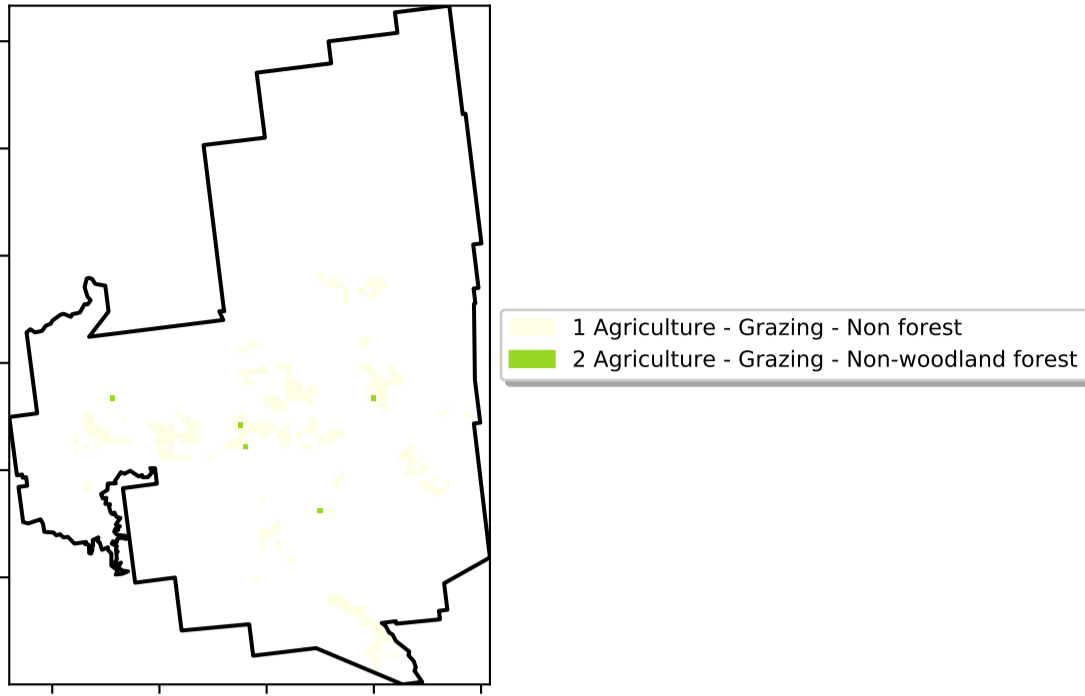 1 Agriculture - Grazing - Non forest
2 Agriculture - Grazing - Non-woodland forest